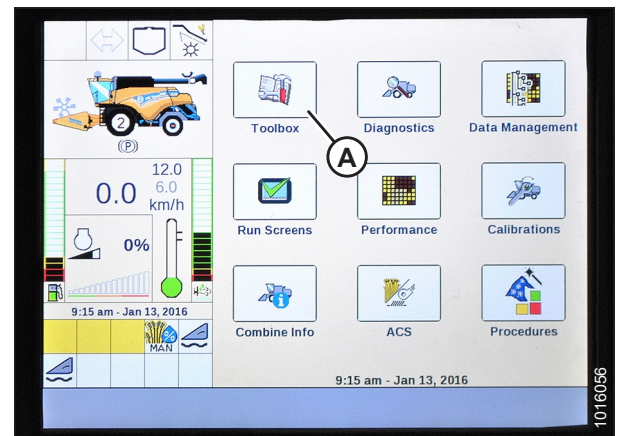 2
(P)
12.0
6.0
0.0
km/h
0%
9:15 am - Jan 13, 2016
MAN
Toolbox
Diagnostics
Data Management
A
Run Screens
Performance
Calibrations
Combine Info
ACS
Procedures
9:15 am - Jan 13, 2016
1016056